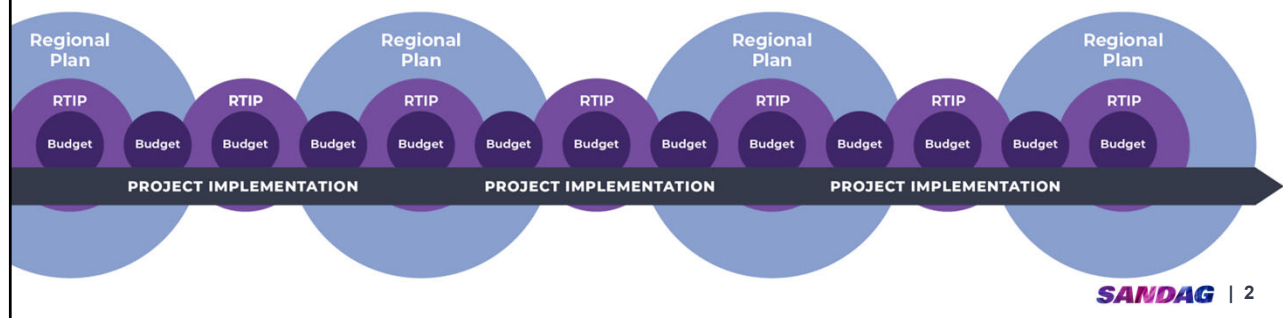 Regional
Plan
Regional
Plan
Regional
Plan
Regional
Plan
RTIP
RTIP
RTIP
RTIP
RTIP
RTIP
RTIP
Budget
Budget
Budget
Budget
Budget
Budget
Budget
Budget
Budget
Budget
Budget
Budget
Budget
PROJECT IMPLEMENTATION
PROJECT IMPLEMENTATION
PROJECT IMPLEMENTATION
SANDAG | 2